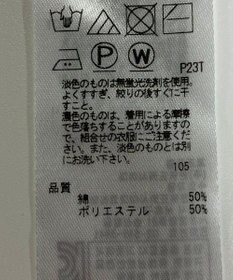 P W
P23T
淡色のものは無蛍光洗剤を使用、
よくすすぎ、絞りの後すぐに干
すこと。
濃色のものは、着用による摩擦
で色落ちすることがありますの
で、組合せの衣服にご注意くだ
さい。また、淡色のものとは別
にお洗い下さい。
105
品質
綿 50%
ポリエステル 50%